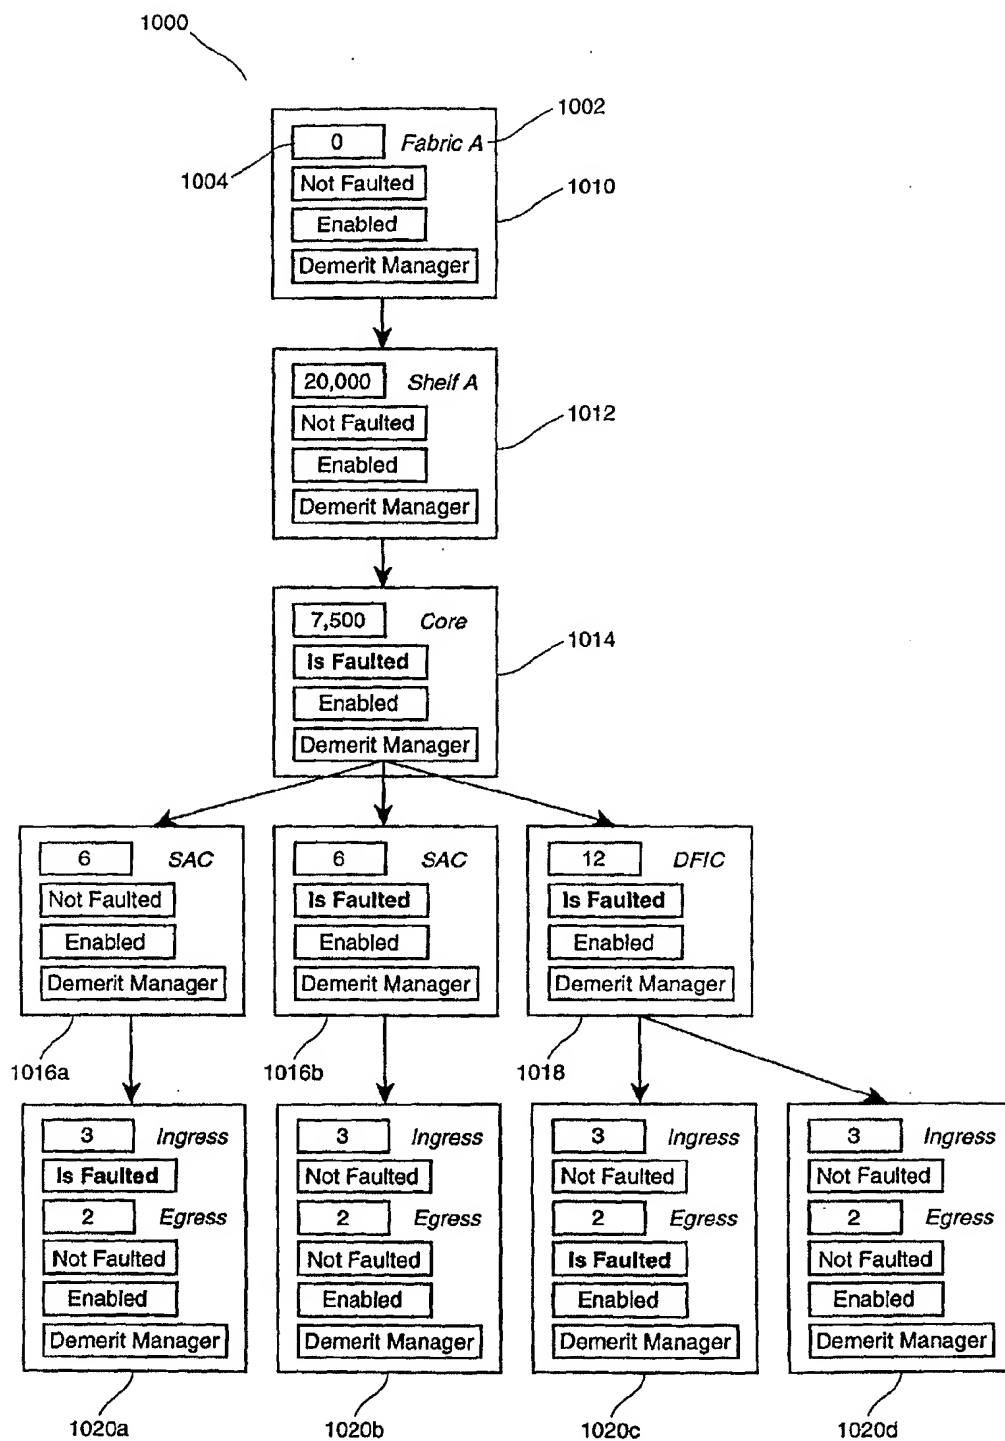 1000
1002
0 Fabric A
1004
Not Faulted
1010
Enabled
Demerit Manager
20,000 Shelf A
1012
Not Faulted
Enabled
Demerit Manager
7,500 Core
1014
Is Faulted
Enabled
Demerit Manager
6 SAC
Not Faulted
Enabled
Demerit Manager
1016a
6 SAC
Is Faulted
Enabled
Demerit Manager
1016b
12 DFIC
Is Faulted
Enabled
Demerit Manager
1018
3 Ingress
Is Faulted
2 Egress
Not Faulted
Enabled
Demerit Manager
1020a
3 Ingress
Not Faulted
2 Egress
Not Faulted
Enabled
Demerit Manager
1020b
3 Ingress
Not Faulted
2 Egress
Is Faulted
Enabled
Demerit Manager
1020c
3 Ingress
Not Faulted
2 Egress
Not Faulted
Enabled
Demerit Manager
1020d